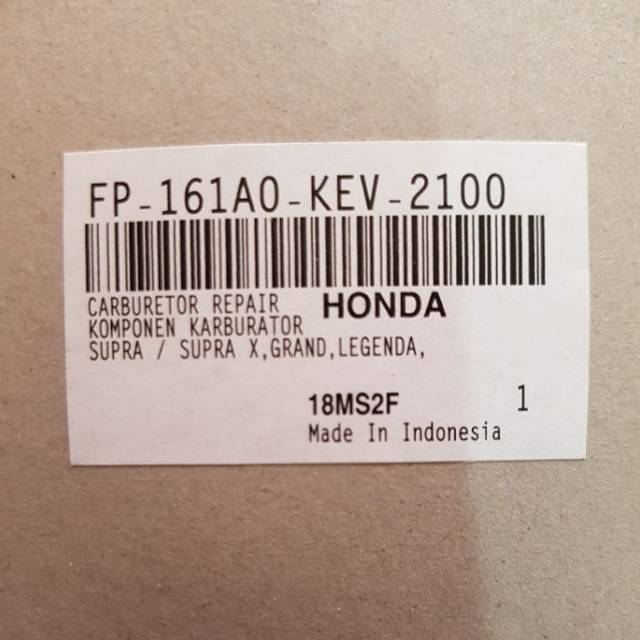 FP-161A0-KEV-2100
CARBURETOR REPAIR HONDA
KOMPONEN KARBURATOR
SUPRA / SUPRA X,GRAND,LEGENDA,
18MS2F 1
Made In Indonesia